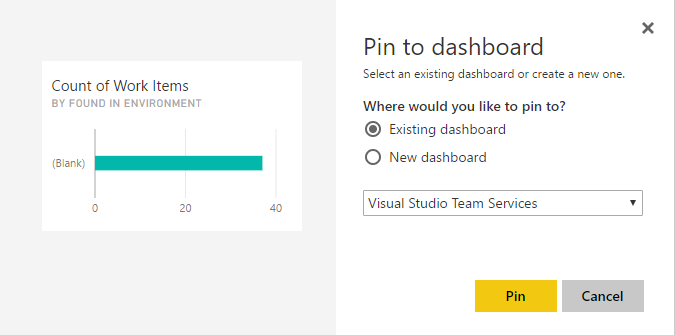 Count of Work Items
BY FOUND IN ENVIRONMENT
(Blank)
0 20 40
Pin to dashboard
Select an existing dashboard or create a new one.
Where would you like to pin to?
Existing dashboard
New dashboard
Visual Studio Team Services
Pin Cancel